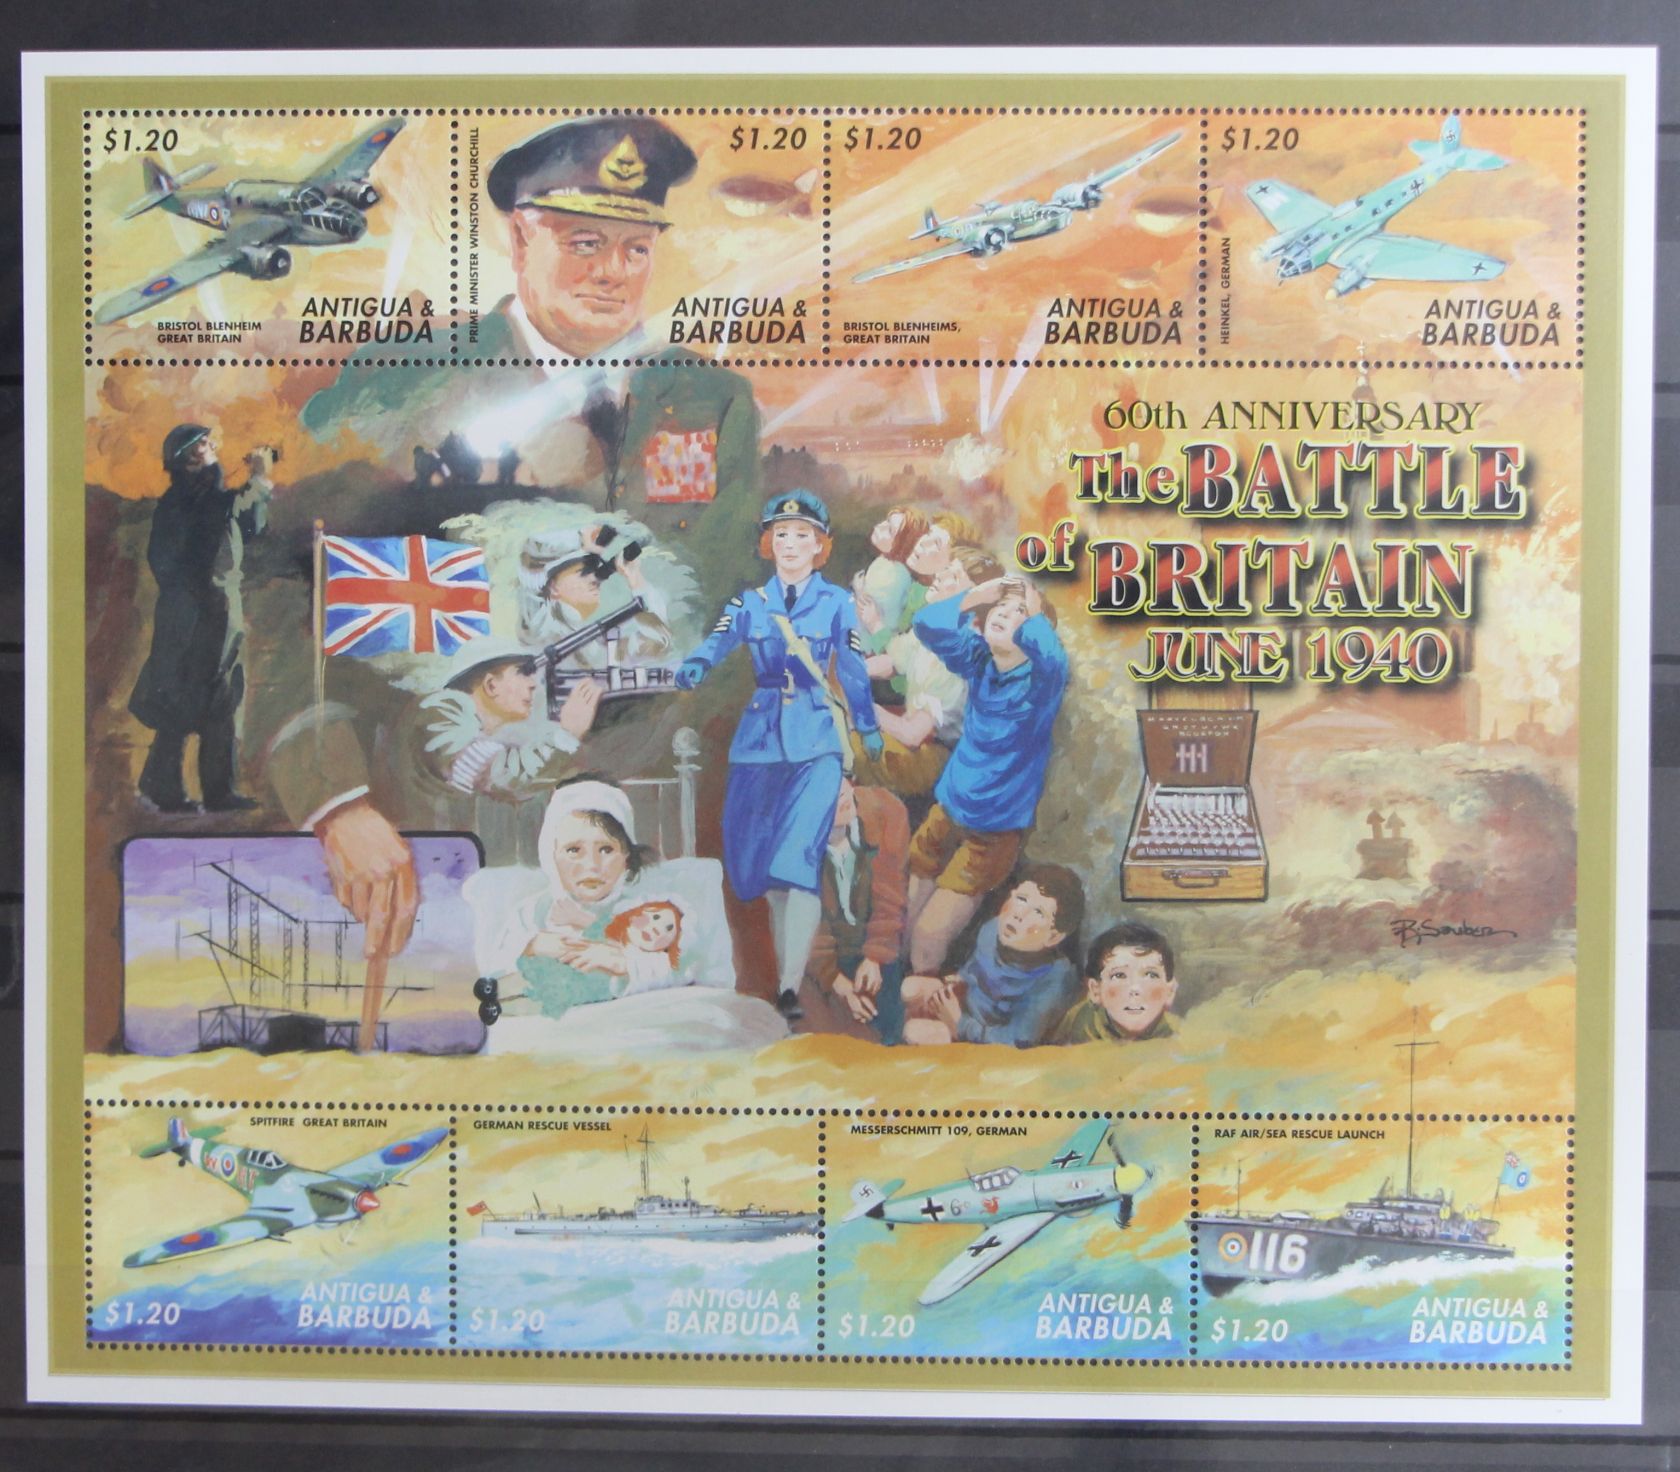 $1.20
BRISTOL BLENHEIM
GREAT BRITAIN
ANTIGUA &
BARBUDA
PRIME MINISTER WINSTON CHURCHILL
$1.20
ANTIGUA &
BARBUDA
$1.20
BRISTOL BLENHEIMS,
GREAT BRITAIN
ANTIGUA &
BARBUDA
$1.20
HEINKEL, GERMAN
ANTIGUA &
BARBUDA
60th ANNIVERSARY
The BATTLE
of BRITAIN
JUNE 1940
SPITFIRE GREAT BRITAIN
$1.20
ANTIGUA &
BARBUDA
GERMAN RESCUE VESSEL
$1.20
ANTIGUA &
BARBUDA
MESSERSCHMITT 109, GERMAN
6
$1.20
ANTIGUA &
BARBUDA
RAF AIR/SEA RESCUE LAUNCH
116
$1.20
ANTIGUA &
BARBUDA